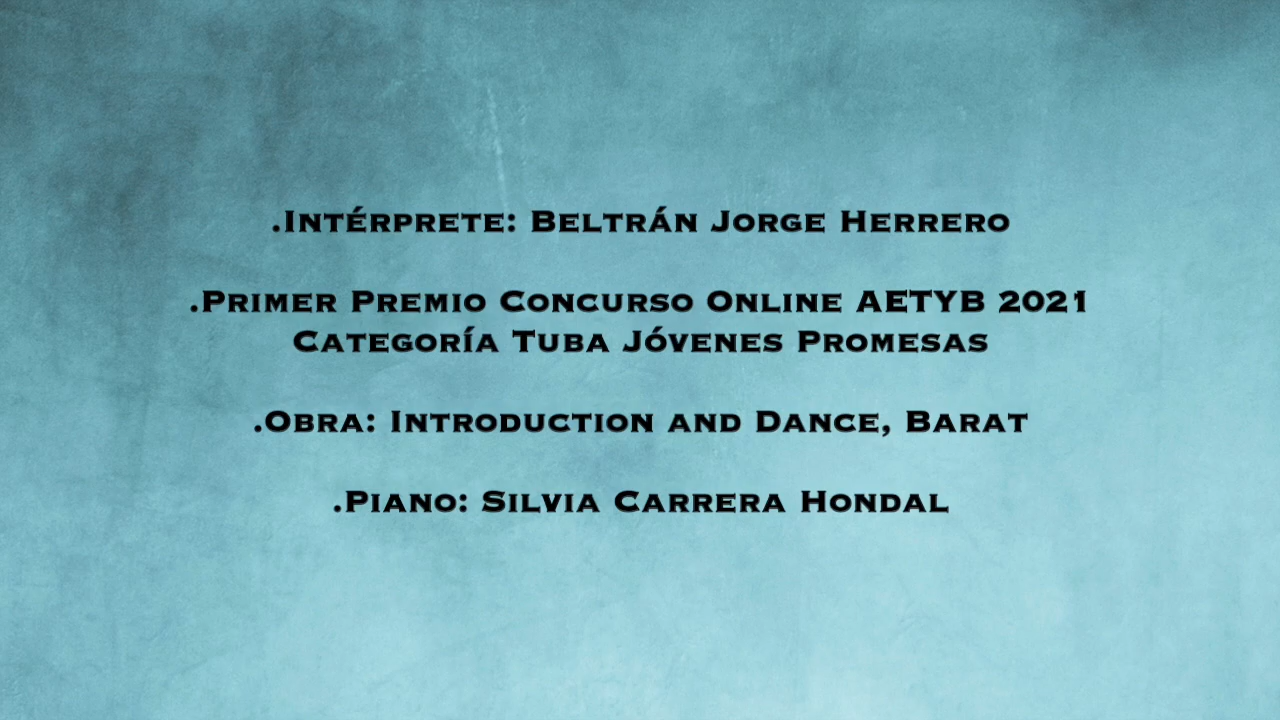 .Intérprete: Beltrán Jorge Herrero
.Primer Premio Concurso Online AETYB 2021
Categoría Tuba Jóvenes Promesas
.Obra: Introduction and Dance, Barat
.Piano: Silvia Carrera Hondal